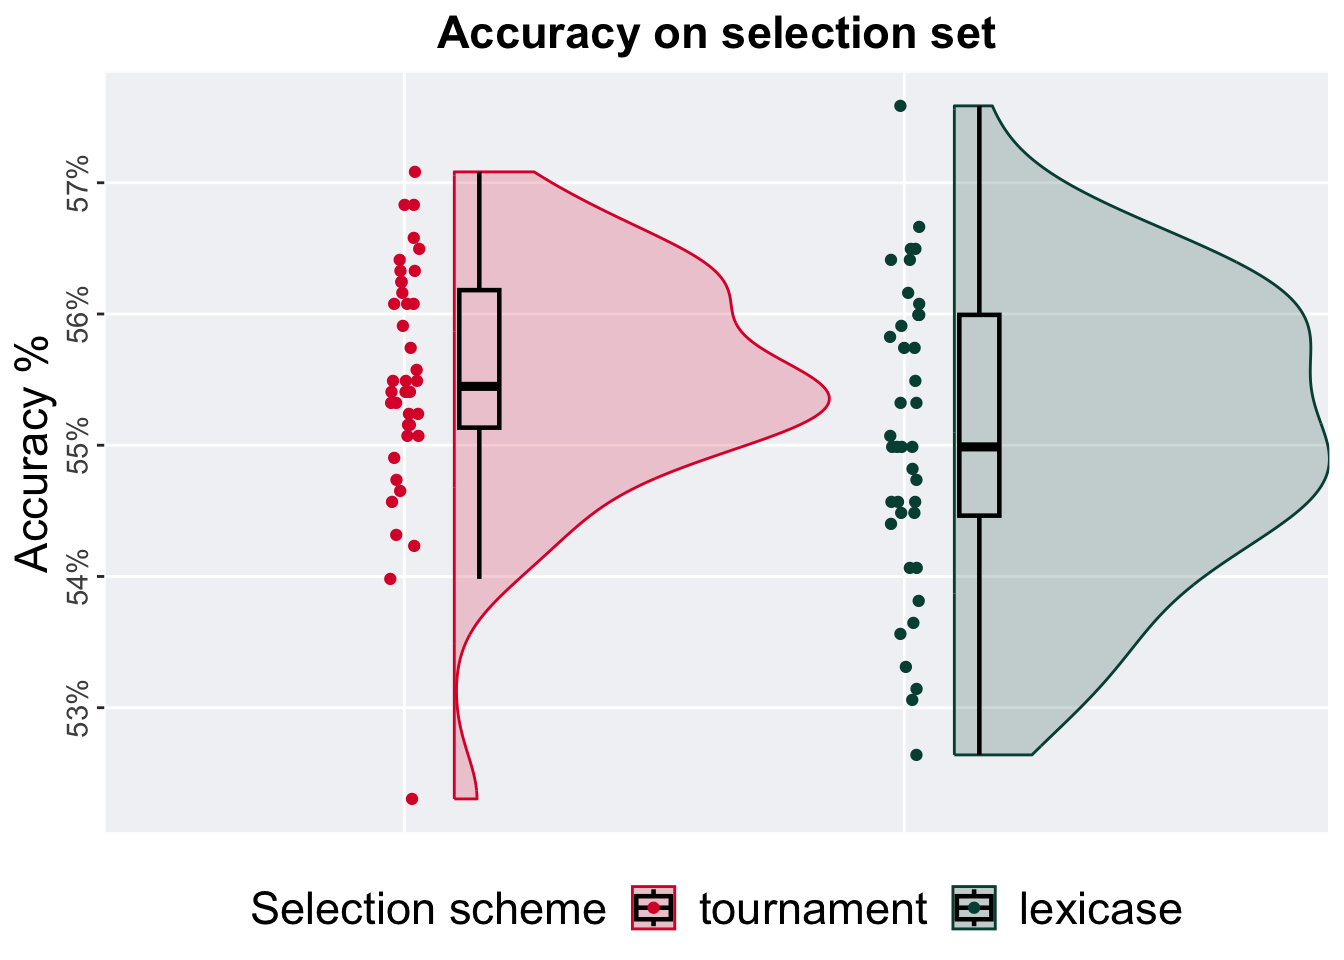 Accuracy on selection set
Accuracy %
57%
56%
55%
54%
53%
Selection scheme tournament lexicase